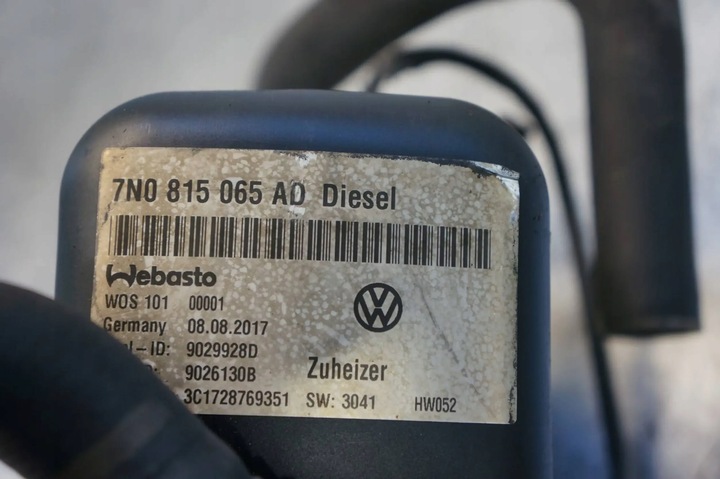 7N0 815 065 AD Diesel
Webasto
WOS 101 00001
Germany 08.08.2017
9029928D
9026130B Zuheizer
3C1728769351 SW: 3041 HW052